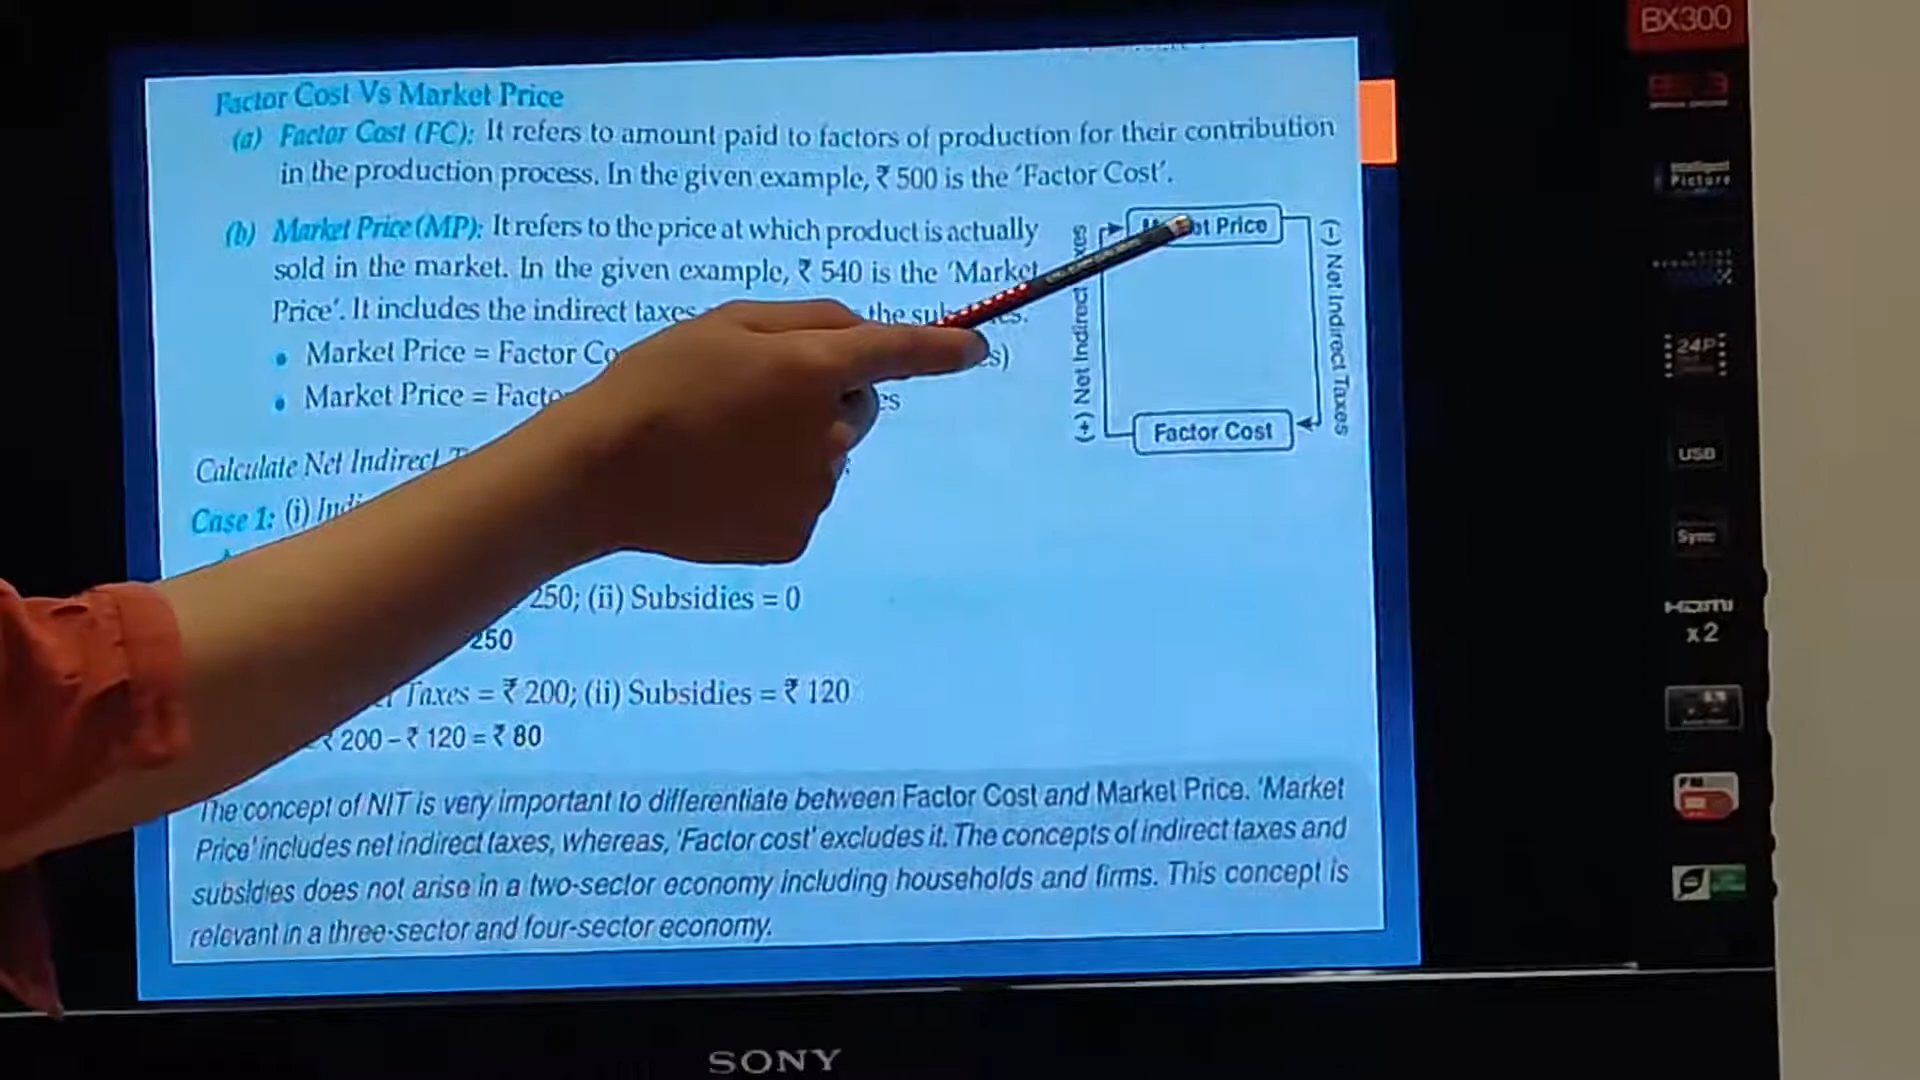 Factor Cost Vs Market Price
(a) Factor Cost (FC): It refers to amount paid to factors of production for their contribution
in the production process. In the given example, ₹ 500 is the 'Factor Cost'.
(b) Market Price (MP): It refers to the price at which product is actually
sold in the market. In the given example, ₹ 540 is the 'Market
Price'. It includes the indirect taxes the
• Market Price = Factor
• Market Price =
(+) Net Indirect
Price
(-) Net Indirect Taxes
Factor Cost
Calculate Net Indirect
Case 1: (i)
250; (ii) Subsidies = 0
250
Taxes = ₹ 200; (ii) Subsidies = ₹ 120
₹ 200 – ₹ 120 = ₹ 80
The concept of NIT is very important to differentiate between Factor Cost and Market Price. 'Market
Price' includes net indirect taxes, whereas, 'Factor cost' excludes it. The concepts of indirect taxes and
subsidies does not arise in a two-sector economy including households and firms. This concept is
relevant in a three-sector and four-sector economy.
BX300
Intelligent
Picture
24P
USB
Sync
HDMI
x2
FM
SONY